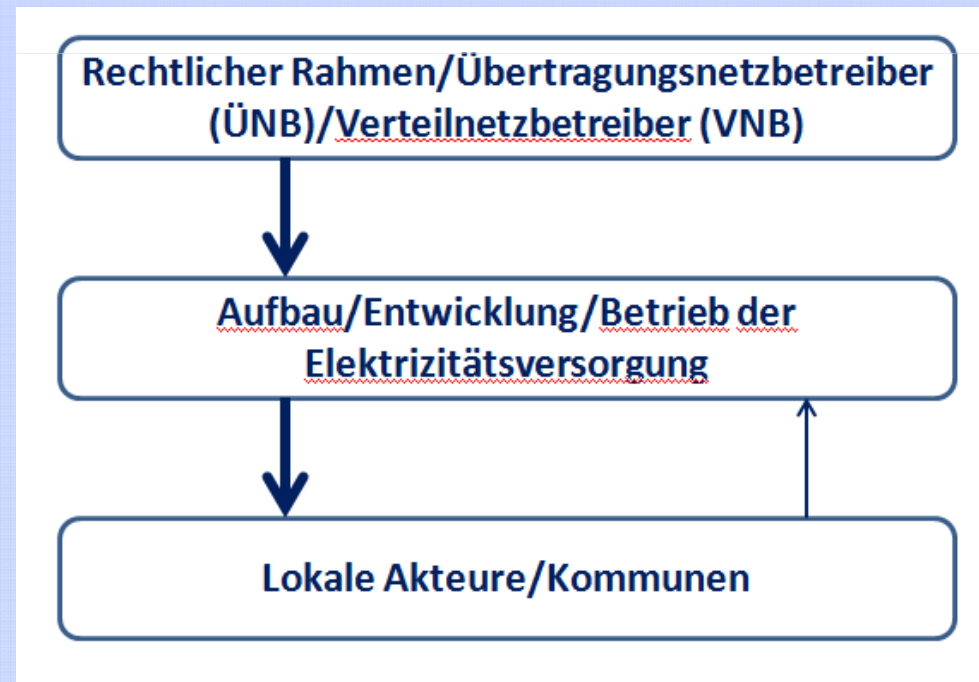 Rechtlicher Rahmen/Übertragungsnetzbetreiber
(ÜNB)/Verteilnetzbetreiber (VNB)
Aufbau/Entwicklung/Betrieb der
Elektrizitätsversorgung
Lokale Akteure/Kommunen